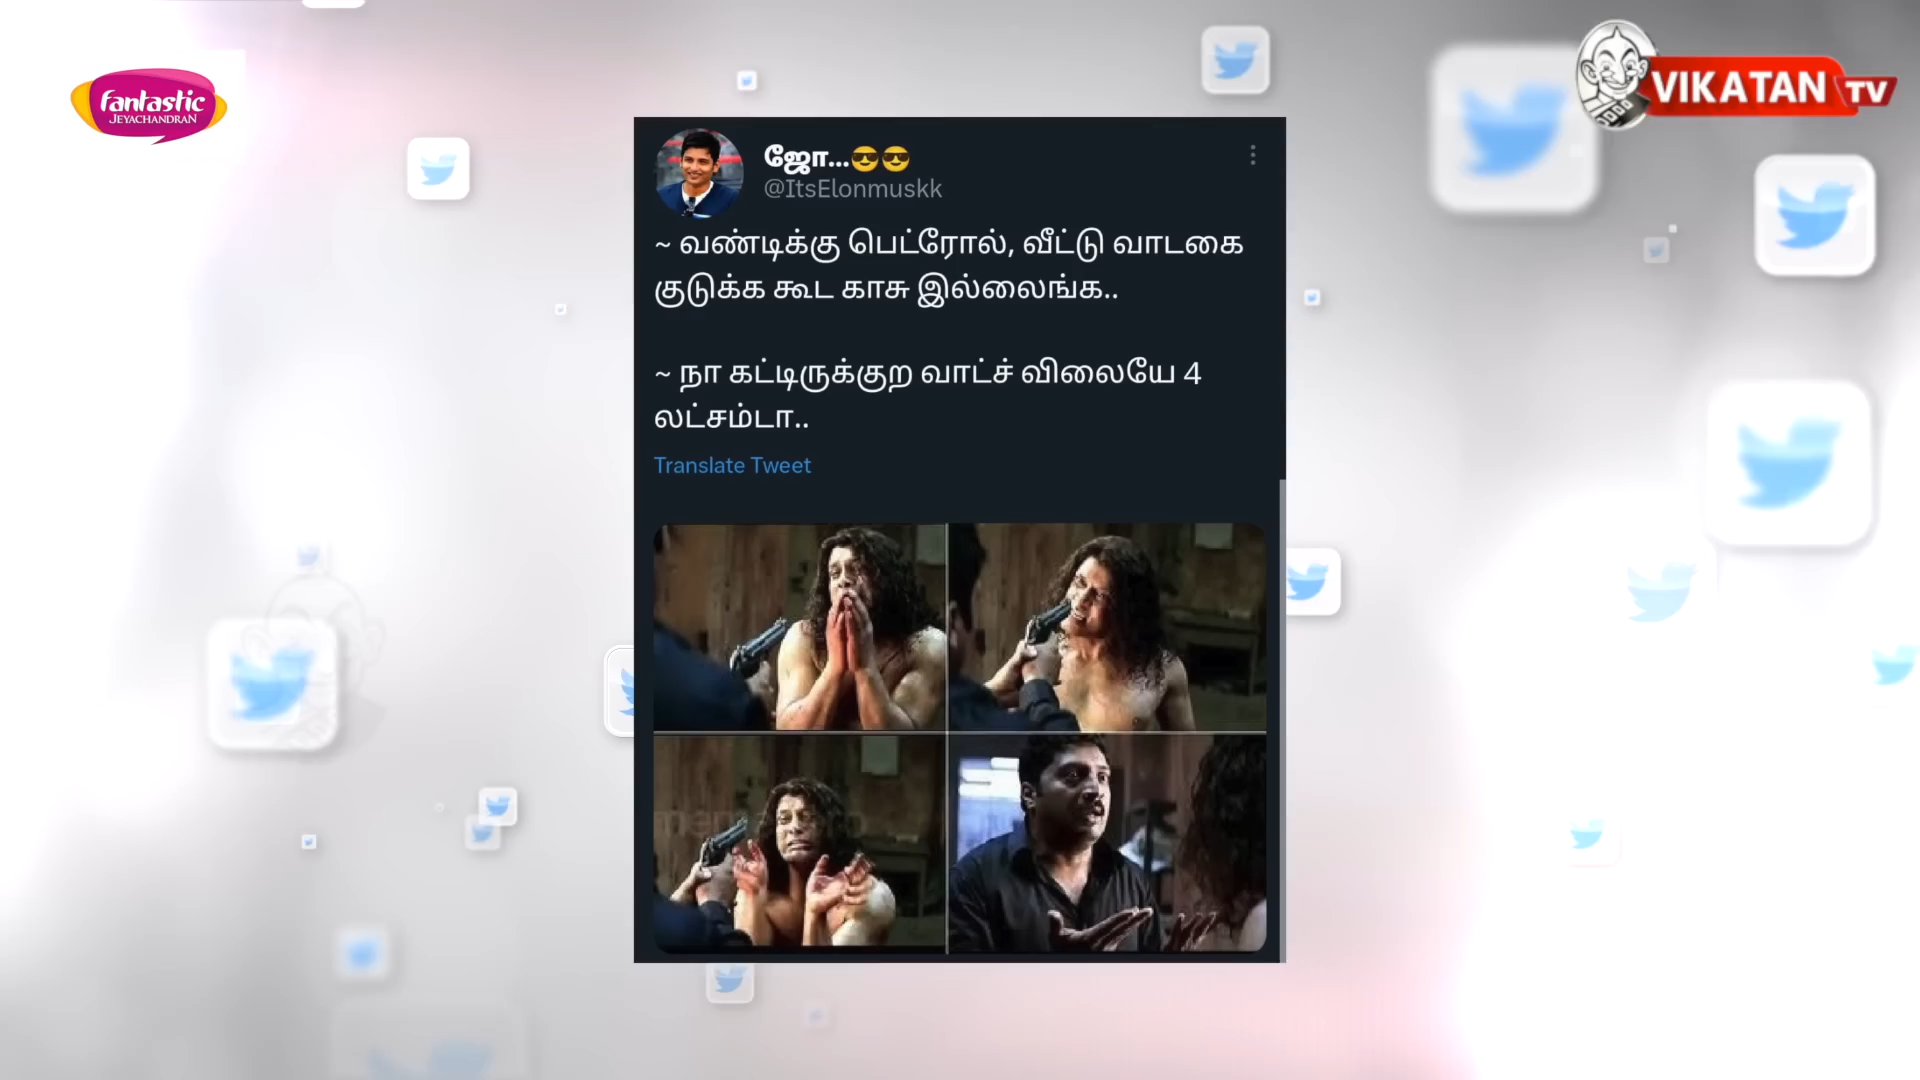 fantastic
JEYACHANDRAN
VIKATAN TV
ஜோ...😎😎
@ItsElonmuskk
~ வண்டிக்கு பெட்ரோல், வீட்டு வாடகை
குடுக்க கூட காசு இல்லைங்க..
~ நா கட்டிருக்குற வாட்ச் விலையே 4
லட்சம்டா..
Translate Tweet